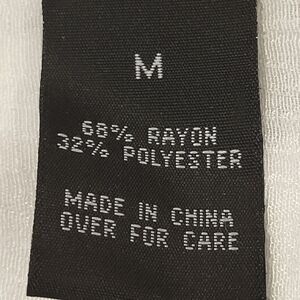 M
68% RAYON
32% POLYESTER
MADE IN CHINA
OVER FOR CARE